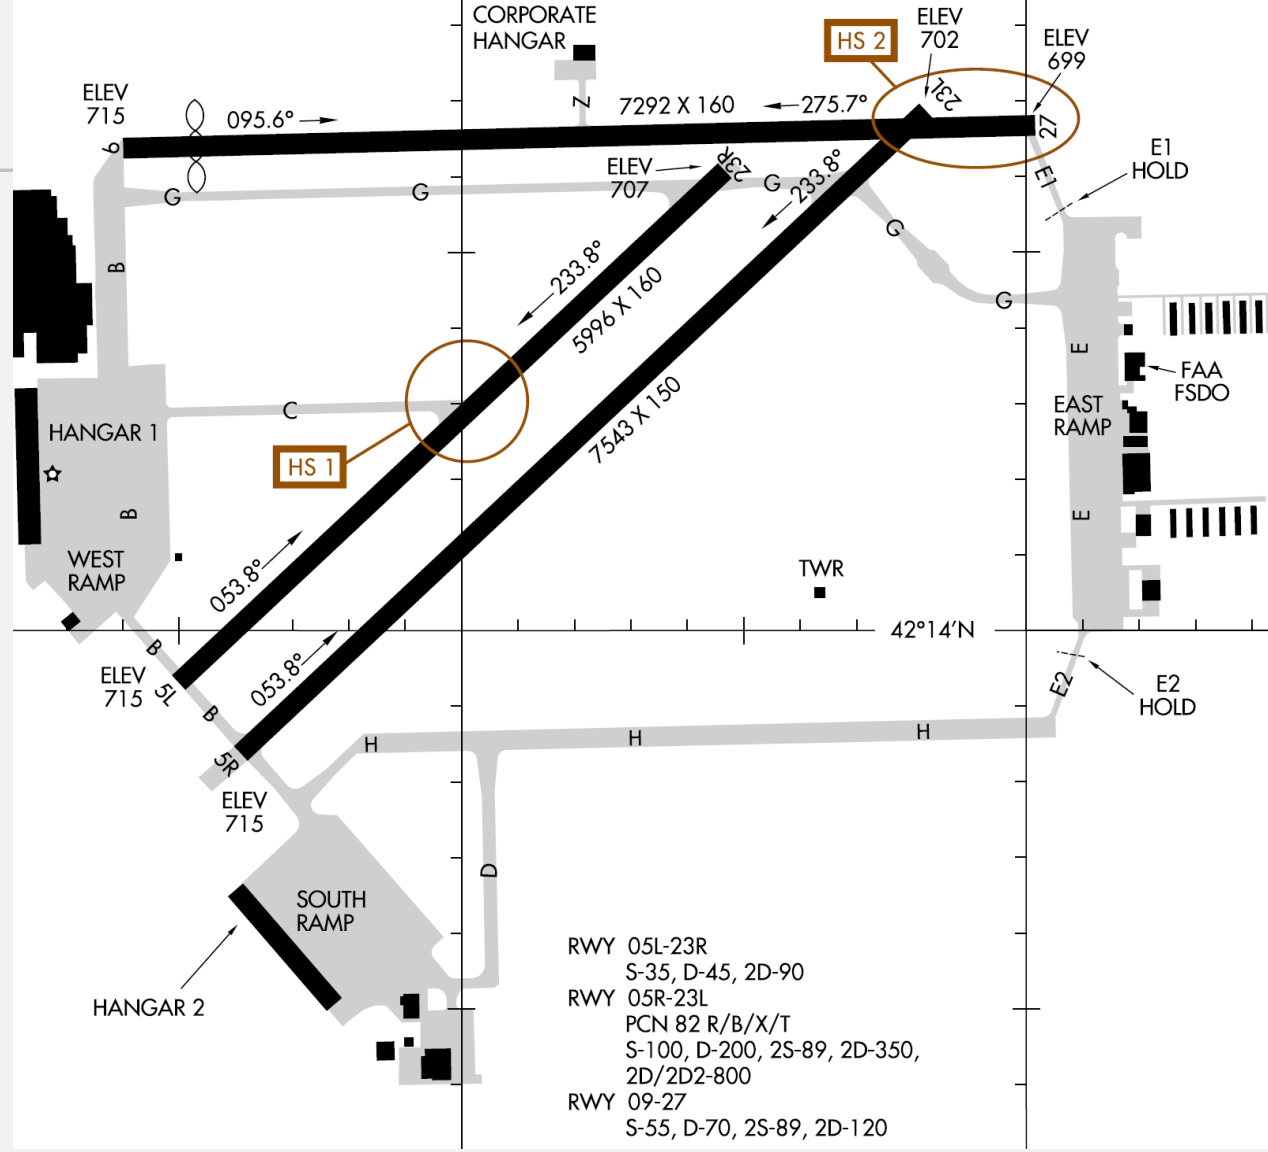 CORPORATE
HANGAR
HS 2
ELEV
702
ELEV
699
ELEV
715
095.6°
7292 X 160
275.7°
Z
23L
27
9
23R
ELEV
707
233.8°
E1
E1
HOLD
G
G
G
G
G
B
233.8°
5996 X 160
E
FAA
FSDO
EAST
RAMP
C
7543 X 150
HANGAR 1
HS 1
B
E
WEST
RAMP
053.8°
TWR
42°14′N
B
ELEV
715
5L
053.8°
B
E2
E2
HOLD
H
H
H
5R
ELEV
715
D
SOUTH
RAMP
HANGAR 2
RWY 05L-23R
S-35, D-45, 2D-90
RWY 05R-23L
PCN 82 R/B/X/T
S-100, D-200, 2S-89, 2D-350,
2D/2D2-800
RWY 09-27
S-55, D-70, 2S-89, 2D-120